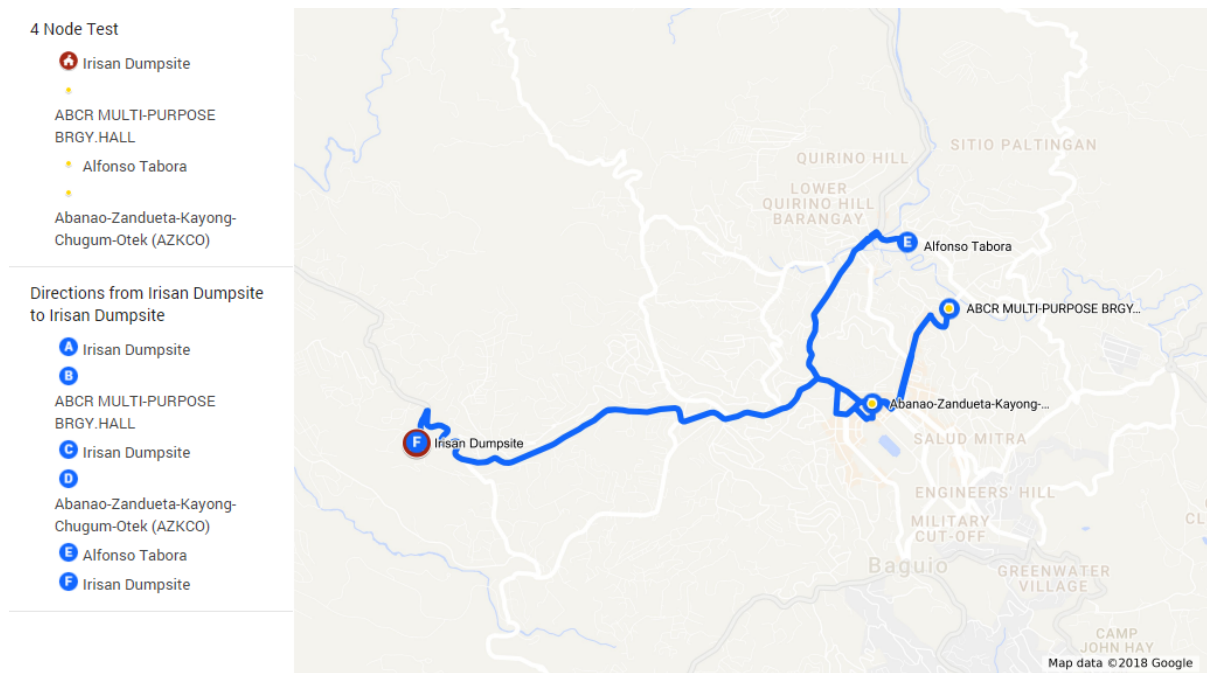 4 Node Test
Irisan Dumpsite
ABCR MULTI-PURPOSE
BRGY.HALL
Alfonso Tabora
Abanao-Zandueta-Kayong-
Chugum-Otek (AZKCO)
Directions from Irisan Dumpsite
to Irisan Dumpsite
A Irisan Dumpsite
B
ABCR MULTI-PURPOSE
BRGY.HALL
C Irisan Dumpsite
D
Abanao-Zandueta-Kayong-
Chugum-Otek (AZKCO)
E Alfonso Tabora
F Irisan Dumpsite
SITIO PALTINGAN
QUIRINO HILL
LOWER
QUIRINO HILL
BARANGAY
E Alfonso Tabora
ABCR MULTI-PURPOSE BRGY...
Abanao-Zandueta-Kayong-...
F Irisan Dumpsite
SALUD MITRA
ENGINEERS' HILL
MILITARY
CUT-OFF
Baguio
GREENWATER
VILLAGE
CAMP
JOHN HAY
Map data ©2018 Google